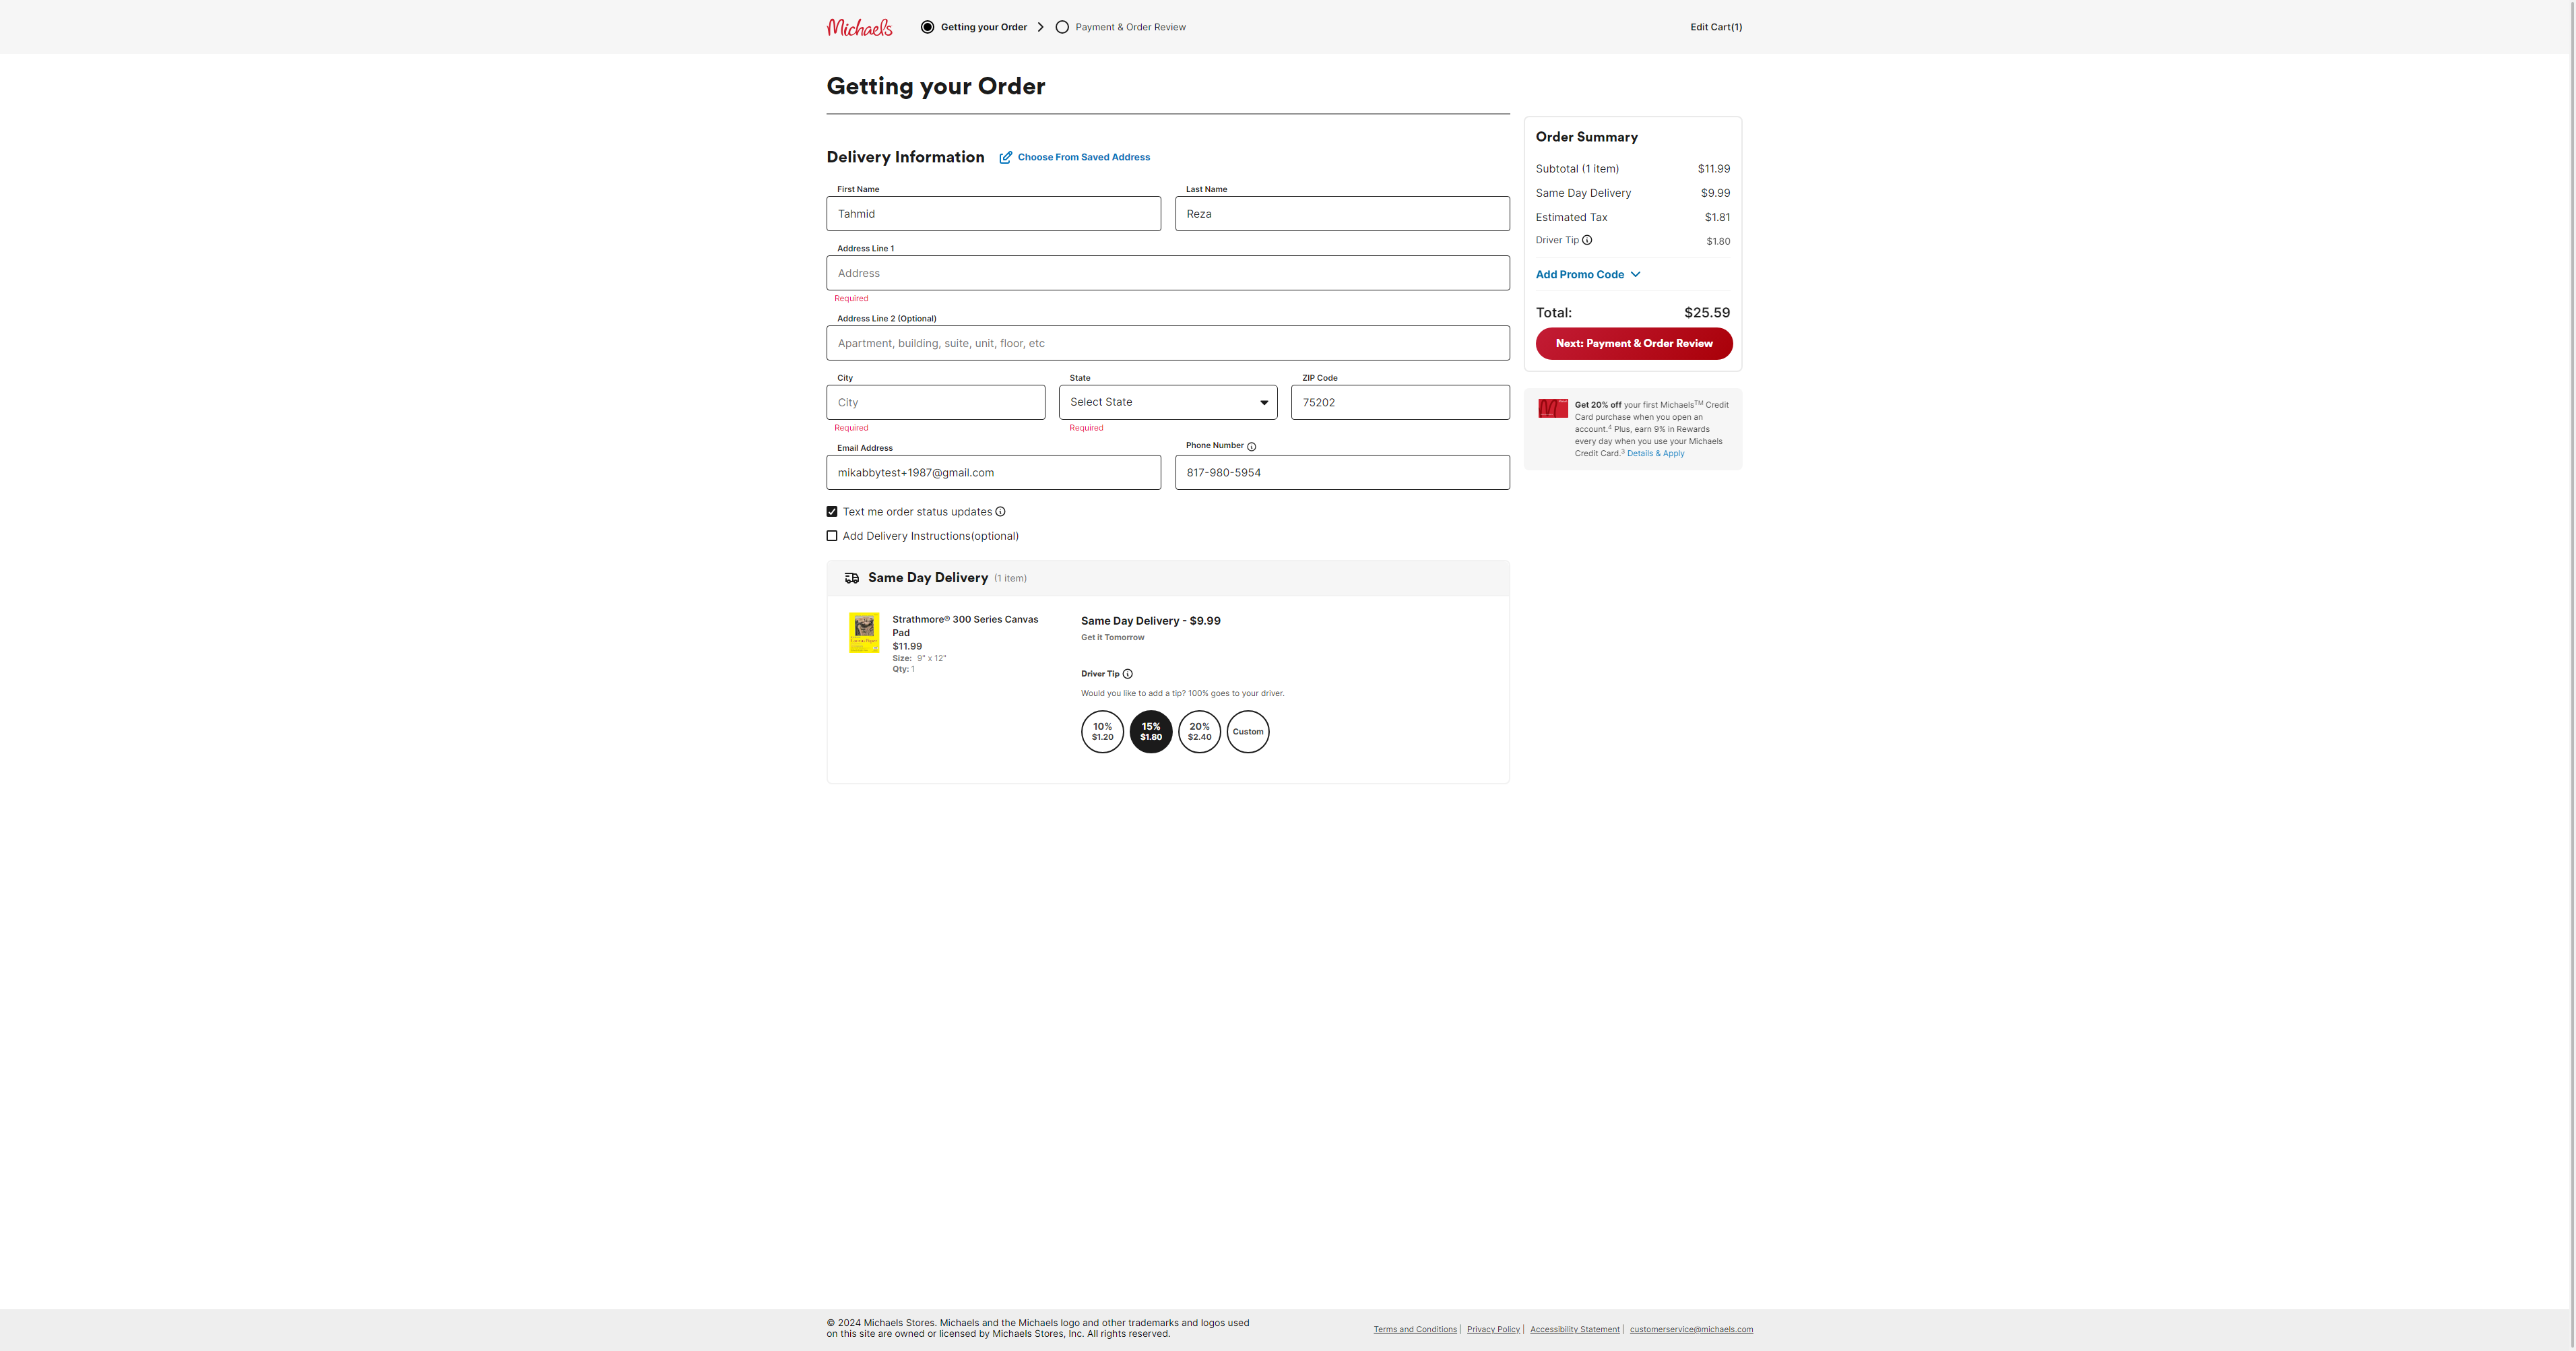 Michaels
Getting your Order
Payment & Order Review
Edit Cart(1)
Getting your Order
Delivery Information
Choose From Saved Address
First Name
Last Name
Tahmid
Reza
Address Line 1
Address
Required
Address Line 2 (Optional)
Apartment, building, suite, unit, floor, etc
City
State
ZIP Code
City
Select State
75202
Required
Required
Email Address
Phone Number
mikabbytest+1987@gmail.com
817-980-5954
Text me order status updates
Add Delivery Instructions(optional)
Same Day Delivery (1 item)
Strathmore® 300 Series Canvas
Pad
$11.99
Size: 9" x 12"
Qty: 1
Same Day Delivery - $9.99
Get it Tomorrow
Driver Tip
Would you like to add a tip? 100% goes to your driver.
10%
$1.20
15%
$1.80
20%
$2.40
Custom
Order Summary
Subtotal (1 item) $11.99
Same Day Delivery $9.99
Estimated Tax $1.81
Driver Tip $1.80
Add Promo Code
Total: $25.59
Next: Payment & Order Review
Get 20% off your first Michaels™ Credit
Card purchase when you open an
account.⁴ Plus, earn 9% in Rewards
every day when you use your Michaels
Credit Card.³ Details & Apply
© 2024 Michaels Stores. Michaels and the Michaels logo and other trademarks and logos used
on this site are owned or licensed by Michaels Stores, Inc. All rights reserved.
Terms and Conditions | Privacy Policy | Accessibility Statement | customerservice@michaels.com